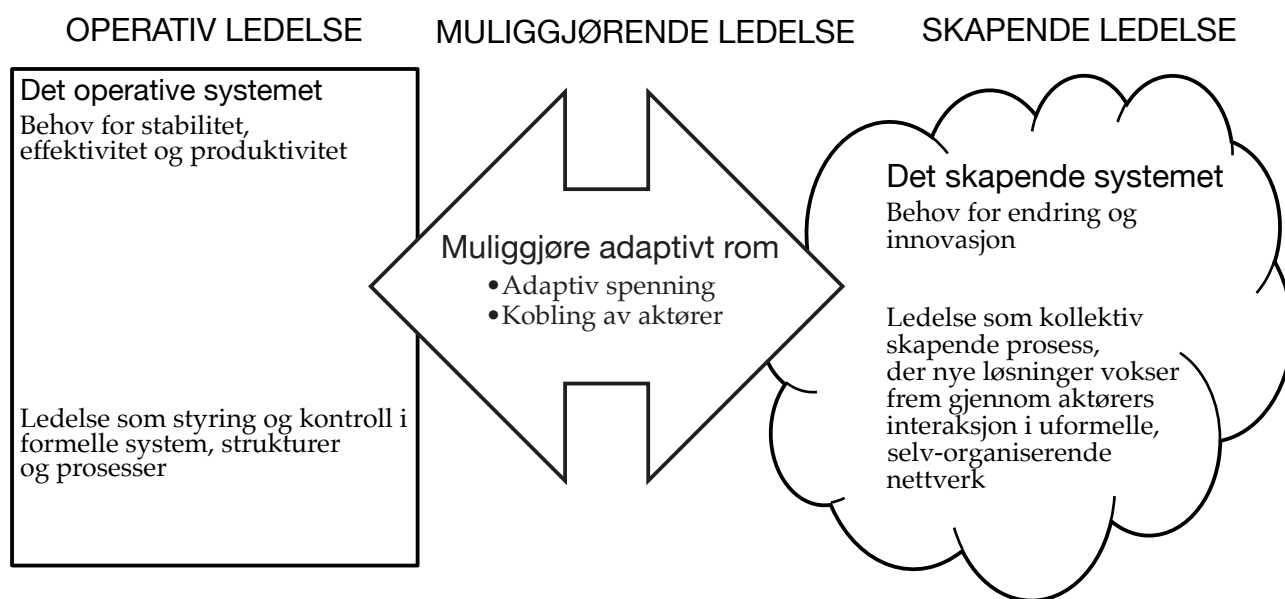 OPERATIV LEDELSE
MULIGGJØRENDE LEDELSE
SKAPENDE LEDELSE
Det operative systemet
Behov for stabilitet,
effektivitet og produktivitet
Ledelse som styring og kontroll i
formelle system, strukturer
og prosesser
Muliggjøre adaptivt rom
•Adaptiv spenning
•Kobling av aktører
Det skapende systemet
Behov for endring og
innovasjon
Ledelse som kollektiv
skapende prosess,
der nye løsninger vokser
frem gjennom aktørers
interaksjon i uformelle,
selv-organiserende
nettverk